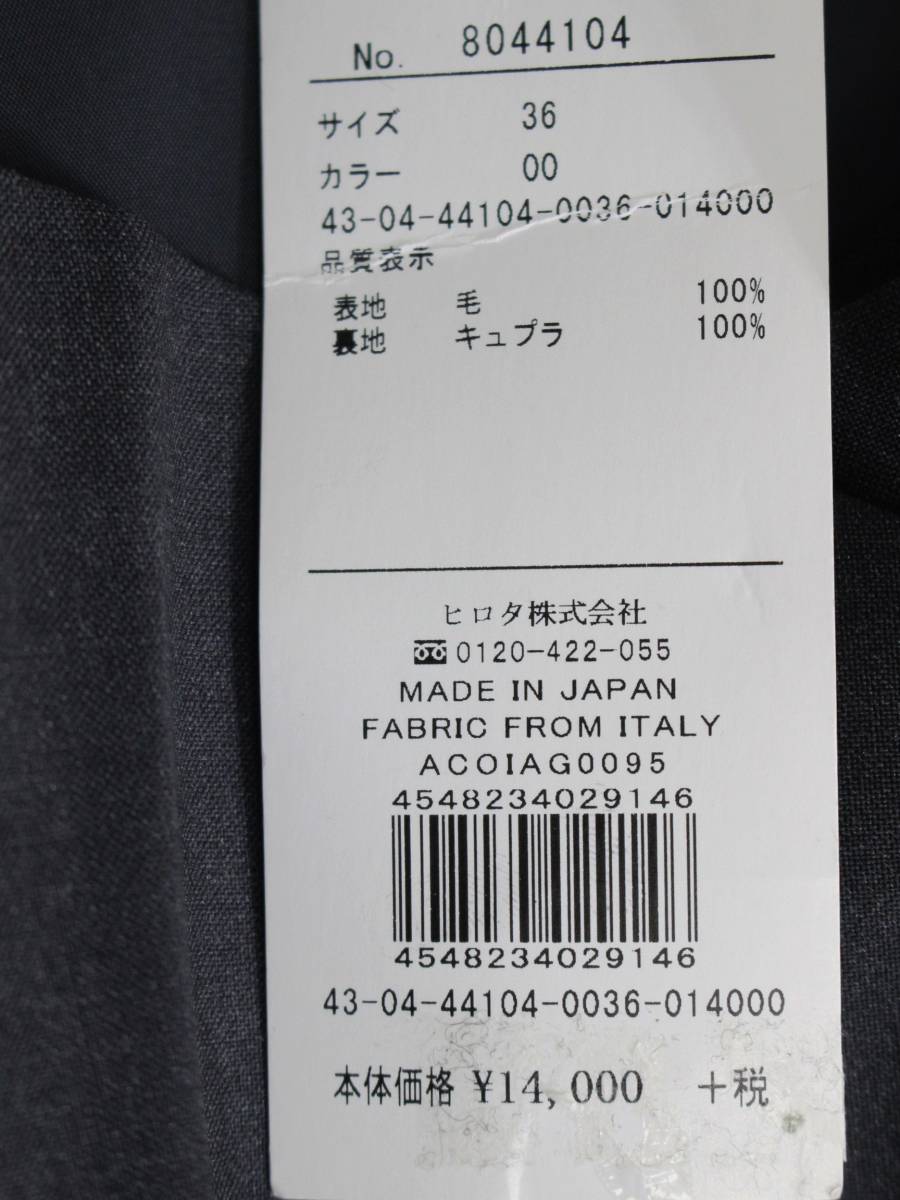 No. 8044104
サイズ 36
カラー 00
43-04-44104-0036-014000
品質表示
表地 毛 100%
裏地 キュプラ 100%
ヒロタ株式会社
0120-422-055
MADE IN JAPAN
FABRIC FROM ITALY
ACOIAG0095
4548234029146
4548234029146
43-04-44104-0036-014000
本体価格 ¥14,000 +税